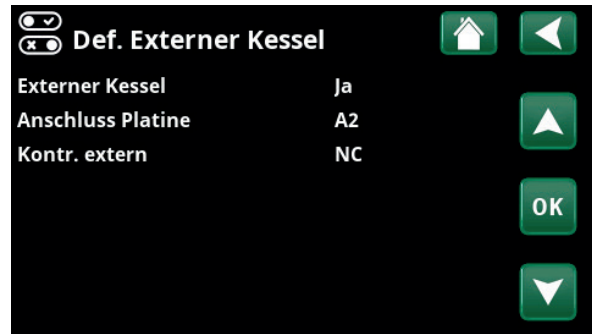 Def. Externer Kessel
Externer Kessel Ja
Anschluss Platine A2
Kontr. extern NC
OK